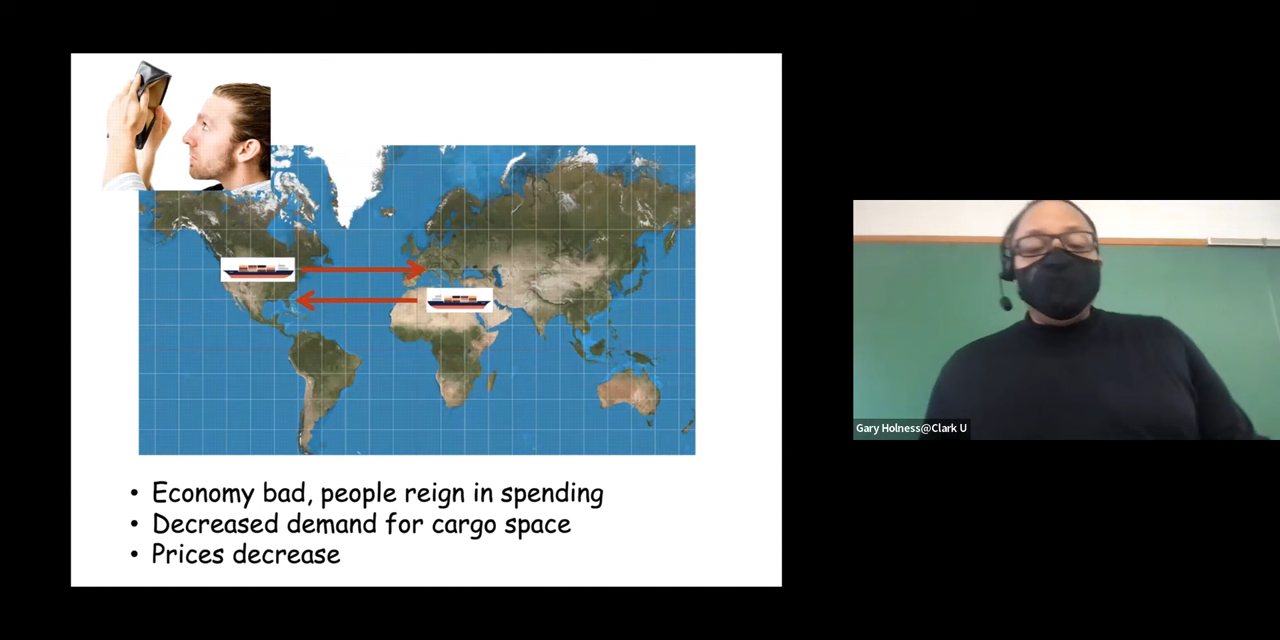 • Economy bad, people reign in spending
• Decreased demand for cargo space
• Prices decrease
Gary Holness@Clark U